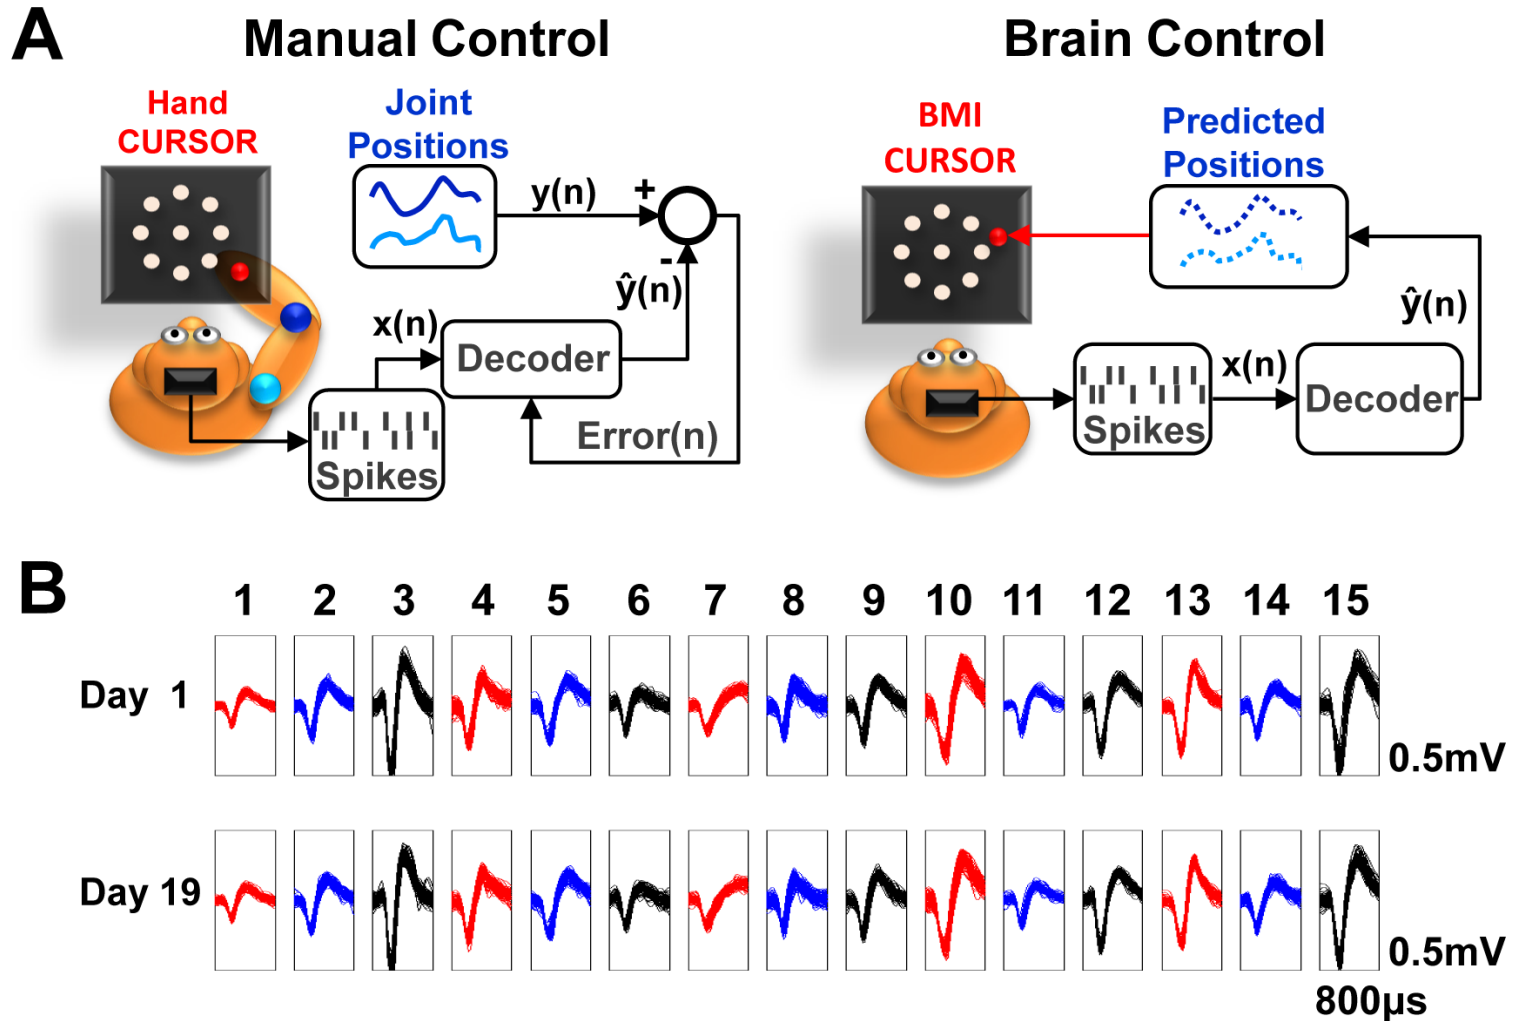 A
Manual Control
Brain Control
Hand
CURSOR
Joint
Positions
y(n)
+
-
ŷ(n)
x(n)
Decoder
Error(n)
Spikes
BMI
CURSOR
Predicted
Positions
ŷ(n)
x(n)
Spikes
Decoder
B
1 2 3 4 5 6 7 8 9 10 11 12 13 14 15
Day 1
0.5mV
Day 19
0.5mV
800µs